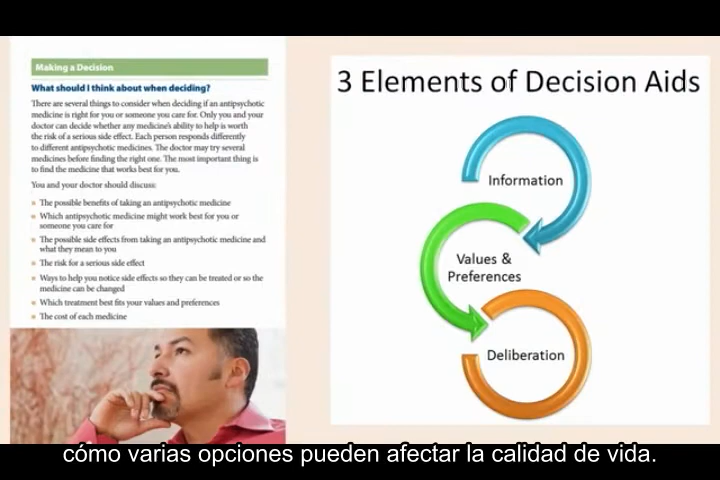 Making a Decision
What should I think about when deciding?
There are several things to consider when deciding if an antipsychotic
medicine is right for you or someone you care for. Only you and your
doctor can decide whether any medicine's ability to help is worth
the risk of a serious side effect. Each person responds differently
to different antipsychotic medicines. The doctor may try several
medicines before finding the right one. The most important thing is
to find the medicine that works best for you.
You and your doctor should discuss:
The possible benefits of taking an antipsychotic medicine
Which antipsychotic medicine might work best for you or
someone you care for
The possible side effects from taking an antipsychotic medicine and
what they mean to you
The risk for a serious side effect
Ways to help you notice side effects so they can be treated or so the
medicine can be changed
Which treatment best fits your values and preferences
The cost of each medicine
3 Elements of Decision Aids
Information
Values &
Preferences
Deliberation
cómo varias opciones pueden afectar la calidad de vida.